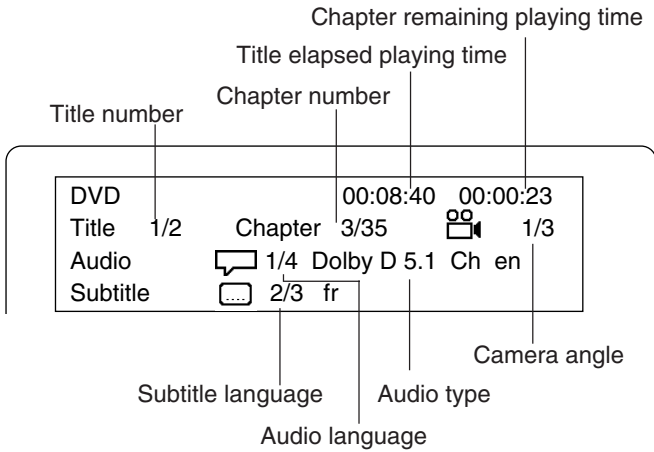 Chapter remaining playing time
Title elapsed playing time
Chapter number
Title number
DVD 00:08:40 00:00:23
Title 1/2 Chapter 3/35 1/3
Audio 1/4 Dolby D 5.1 Ch en
Subtitle .... 2/3 fr
Camera angle
Subtitle language Audio type
Audio language